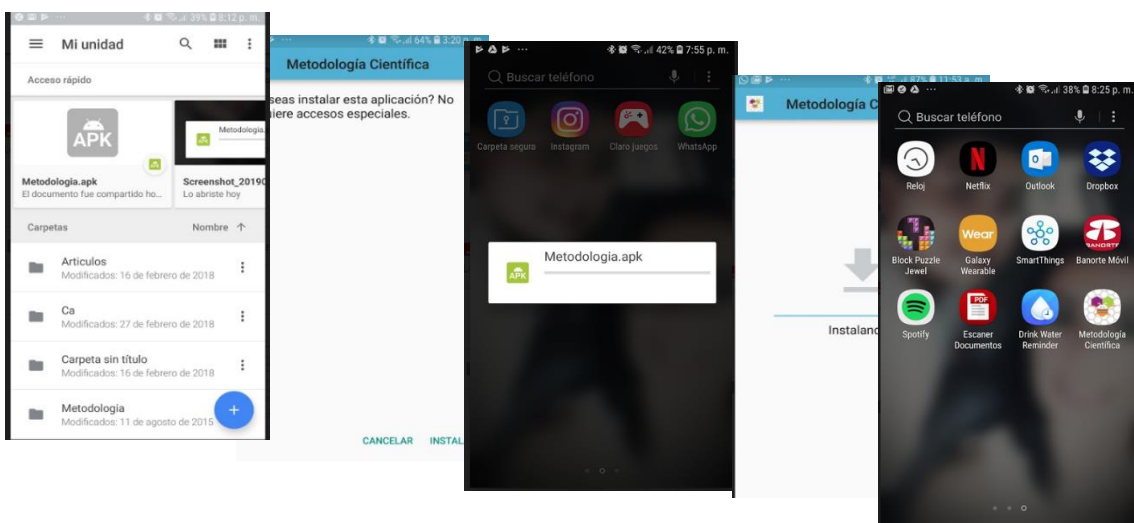 39% 8:12 p. m.
Mi unidad
Acceso rápido
APK
Metodologia.apk
El documento fue compartido ho...
Metodologia.
Screenshot_20190
Lo abriste hoy
Carpetas
Nombre ↑
Articulos
Modificados: 16 de febrero de 2018
Ca
Modificados: 27 de febrero de 2018
Carpeta sin título
Modificados: 16 de febrero de 2018
Metodologia
Modificados: 11 de agosto de 2015
+
64% 3:20 p.
Metodología Científica
seas instalar esta aplicación? No
iere accesos especiales.
CANCELAR INSTAL
42% 7:55 p. m.
Buscar teléfono
Carpeta segura
Instagram
Claro juegos
WhatsApp
Metodologia.apk
APK
87% 11:53 p. m.
Metodología C
Instaland
38% 8:25 p. m.
Buscar teléfono
Reloj
Netflix
Outlook
Dropbox
Wear
BANORTE
Block Puzzle Jewel
Galaxy Wearable
SmartThings
Banorte Móvil
PDF
Spotify
Escaner Documentos
Drink Water Reminder
Metodología Científica